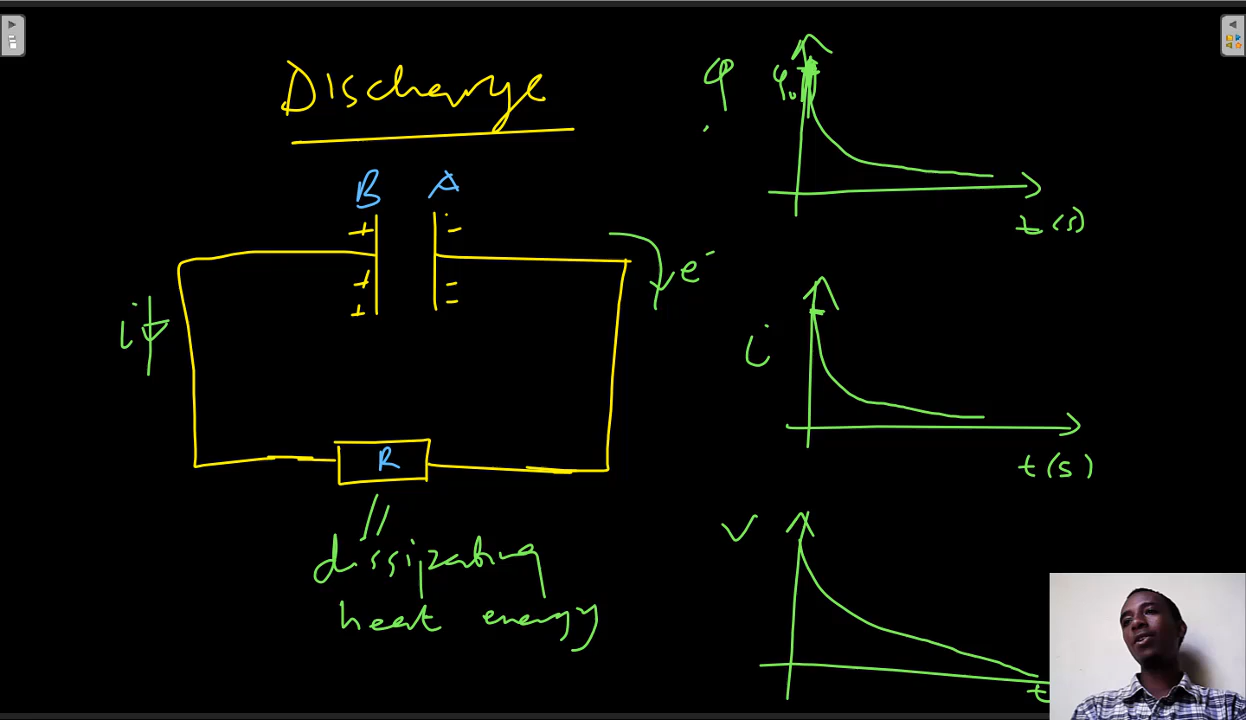 Discharge
B A
+ -
+ -
+ -
i
e-
R
dissipating
heat energy
φ
φ₀
t(s)
i
t(s)
V
t